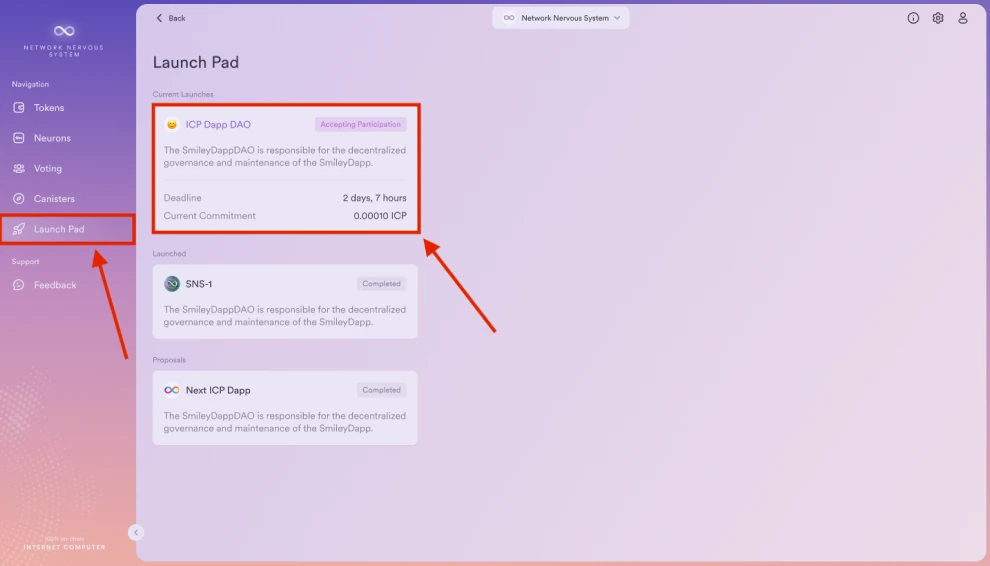 NETWORK NERVOUS
SYSTEM
Navigation
Tokens
Neurons
Voting
Canisters
Launch Pad
Support
Feedback
100% on-chain
INTERNET COMPUTER
Back
Network Nervous System
Launch Pad
Current Launches
ICP Dapp DAO
Accepting Participation
The SmileyDappDAO is responsible for the decentralized
governance and maintenance of the SmileyDapp.
Deadline 2 days, 7 hours
Current Commitment 0.00010 ICP
Launched
SNS-1
Completed
The SmileyDappDAO is responsible for the decentralized
governance and maintenance of the SmileyDapp.
Proposals
Next ICP Dapp
Completed
The SmileyDappDAO is responsible for the decentralized
governance and maintenance of the SmileyDapp.